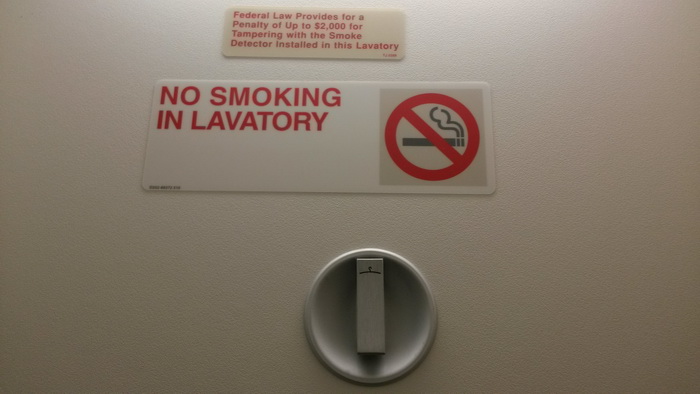 Federal Law Provides for a
Penalty of Up to $2,000 for
Tampering with the Smoke
Detector Installed in this Lavatory
NO SMOKING
IN LAVATORY